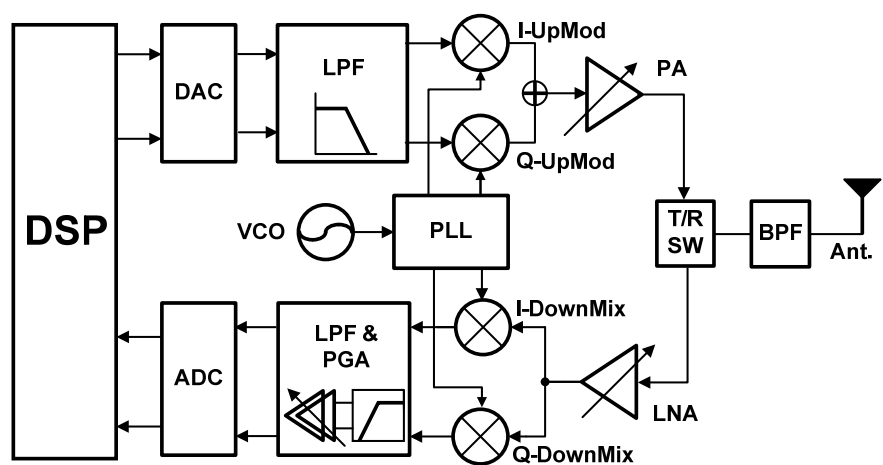 DSP
DAC
LPF
I-UpMod
Q-UpMod
PA
VCO
PLL
T/R
SW
BPF
Ant.
ADC
LPF &
PGA
I-DownMix
Q-DownMix
LNA